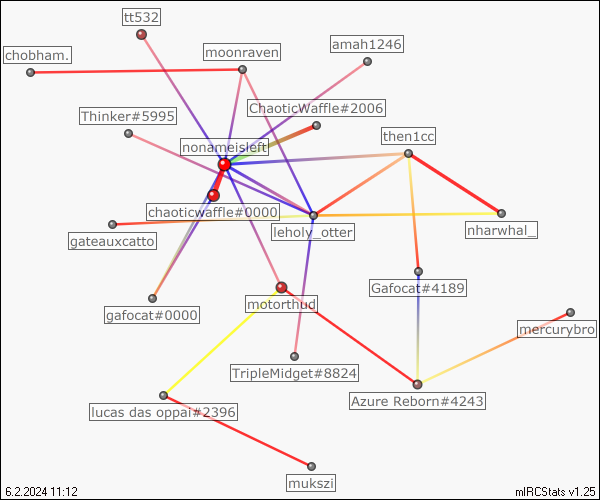 tt532
chobham.
moonraven
amah1246
Thinker#5995
ChaoticWaffle#2006
nonameisleft
then1cc
chaoticwaffle#0000
gateauxcatto
leholy_otter
nharwhal_
gafocat#0000
motorthud
Gafocat#4189
mercurybro
TripleMidget#8824
lucas das oppai#2396
Azure Reborn#4243
mukszi
6.2.2024 11:12
mIRCStats v1.25